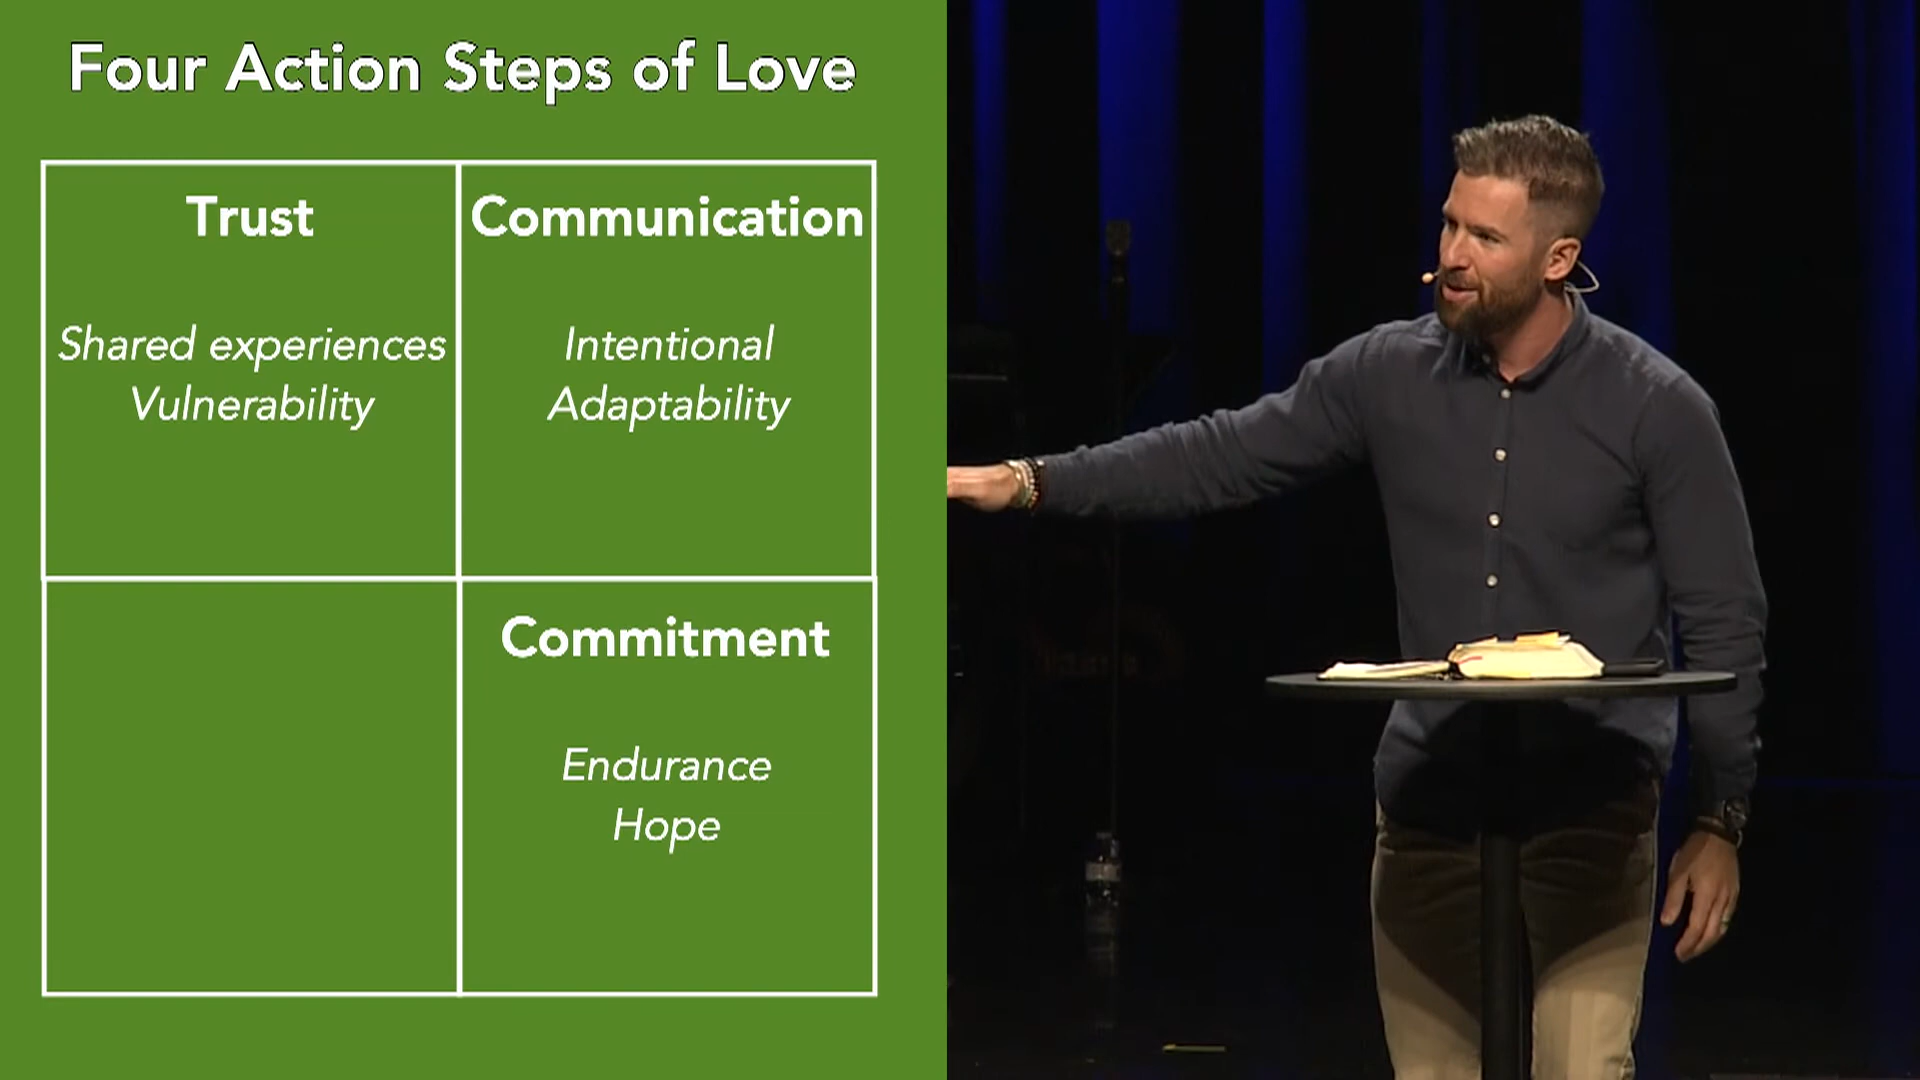 Four Action Steps of Love
Trust
Shared experiences
Vulnerability
Communication
Intentional
Adaptability
Commitment
Endurance
Hope